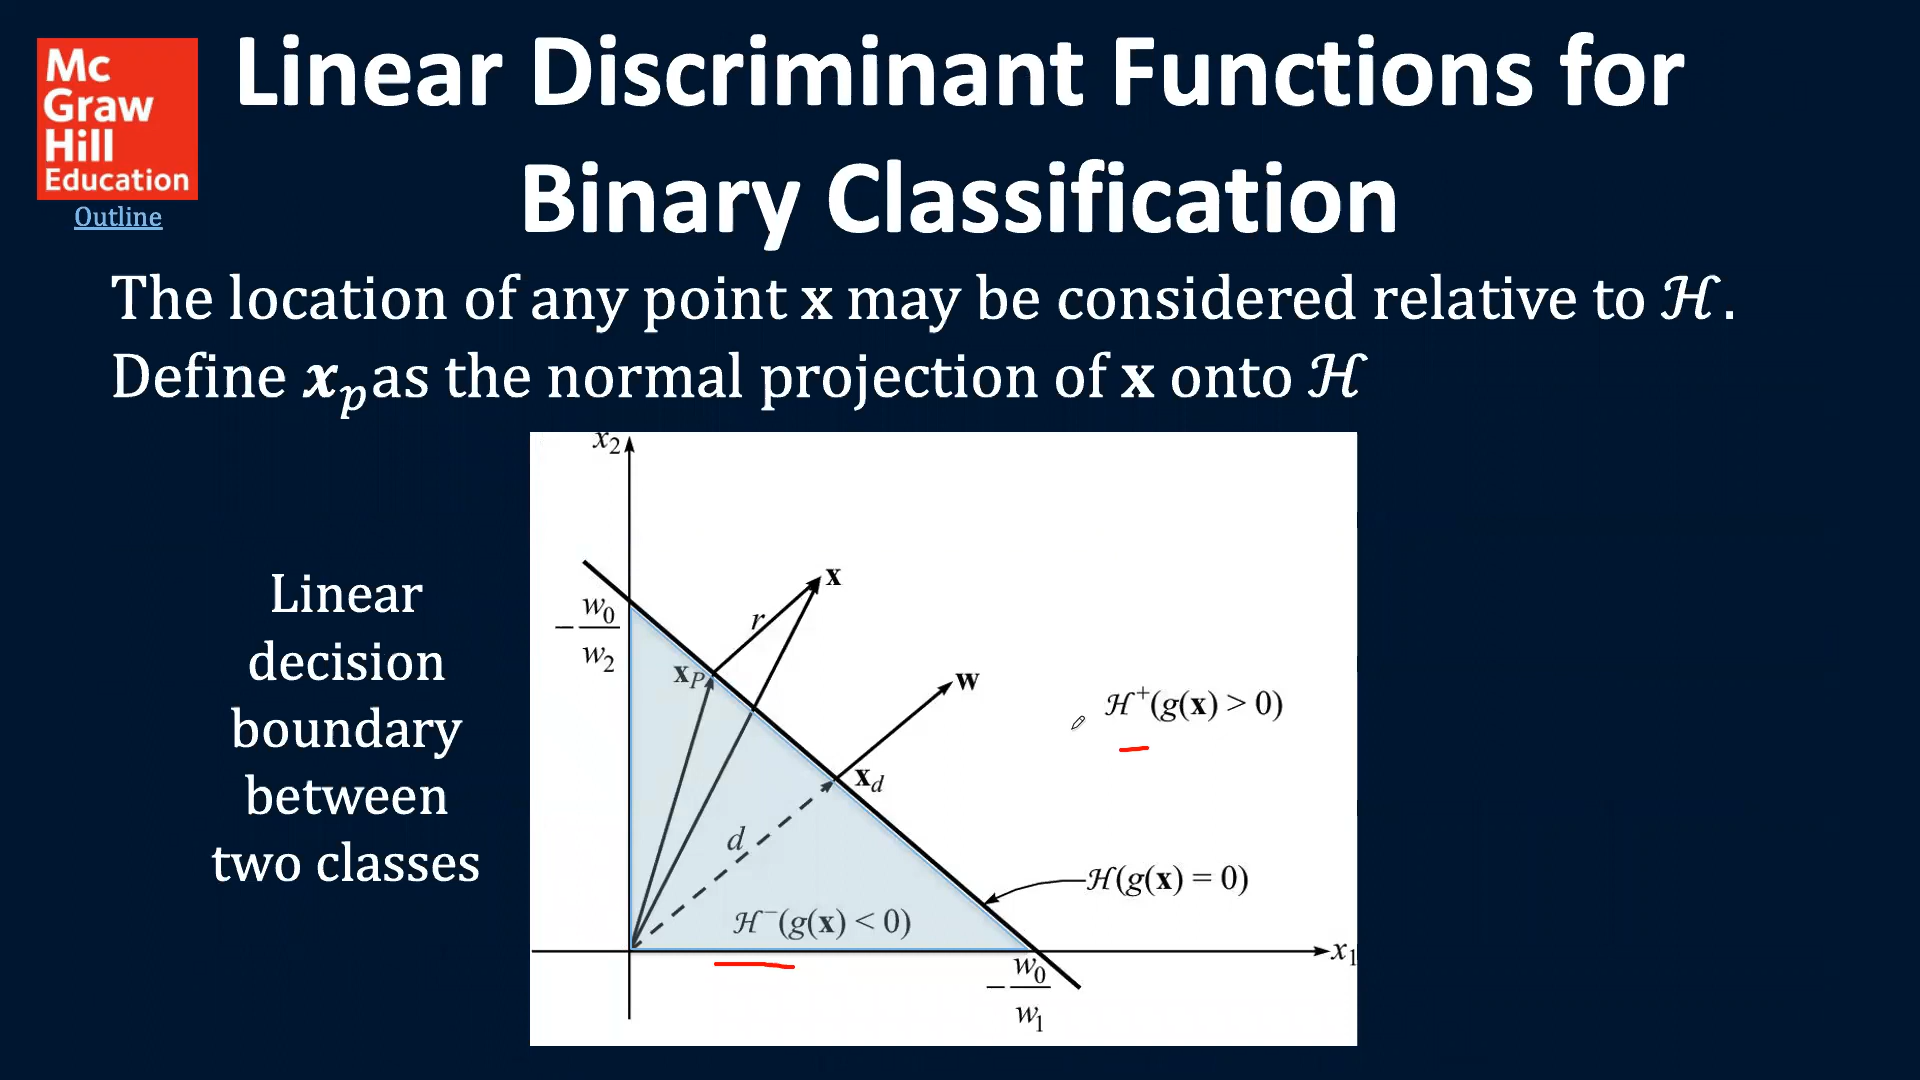 Mc
Graw
Hill
Education
Outline
Linear Discriminant Functions for
Binary Classification
The location of any point x may be considered relative to ℋ.
Define xₚ as the normal projection of x onto ℋ
Linear
decision
boundary
between
two classes
x₂
x
r
−w₀/w₂
x_P
w
ℋ⁺(g(x) > 0)
x_d
d
ℋ(g(x) = 0)
ℋ⁻(g(x) < 0)
x₁
−w₀/w₁